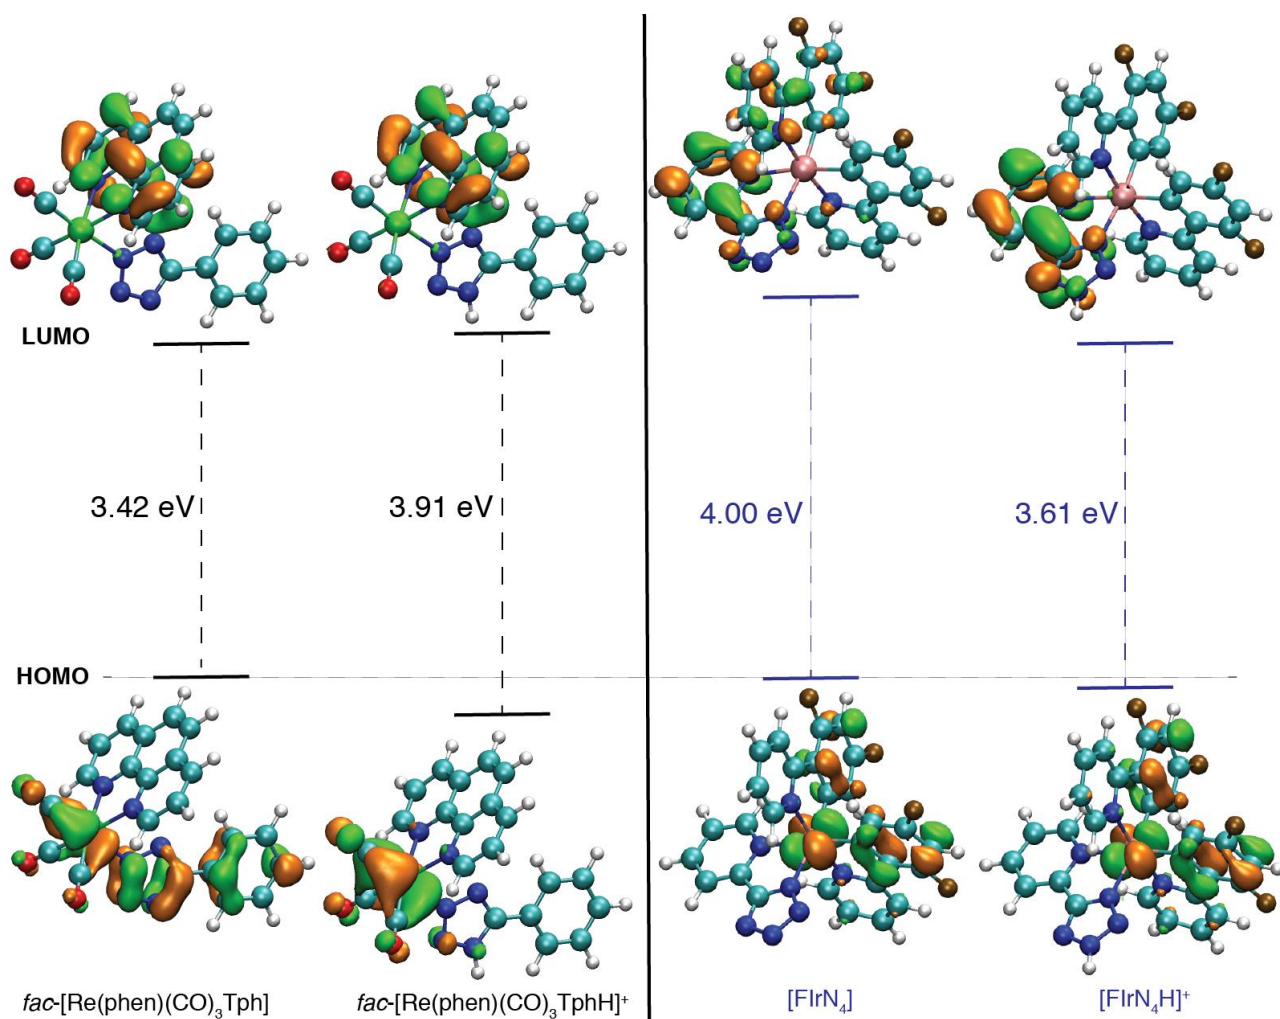 LUMO
3.42 eV
3.91 eV
4.00 eV
3.61 eV
HOMO
fac-[Re(phen)(CO)₃Tph]
fac-[Re(phen)(CO)₃TphH]⁺
[FIrN₄]
[FIrN₄H]⁺